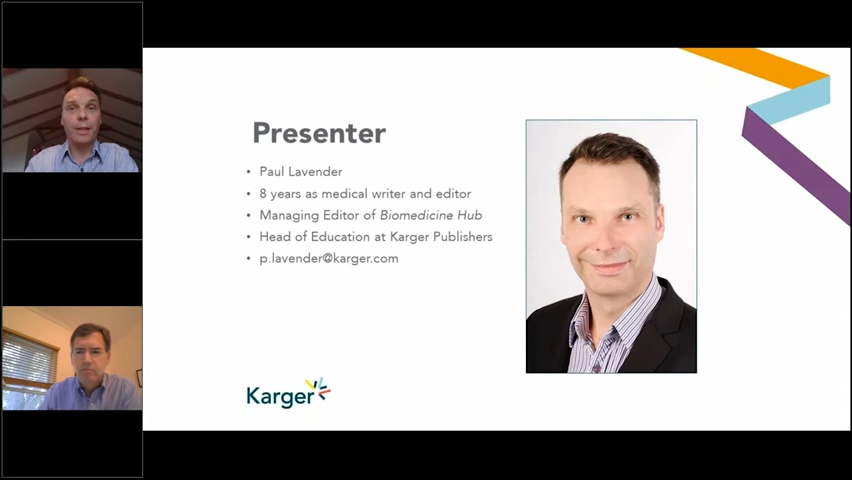 Presenter
• Paul Lavender
• 8 years as medical writer and editor
• Managing Editor of Biomedicine Hub
• Head of Education at Karger Publishers
• p.lavender@karger.com
Karger